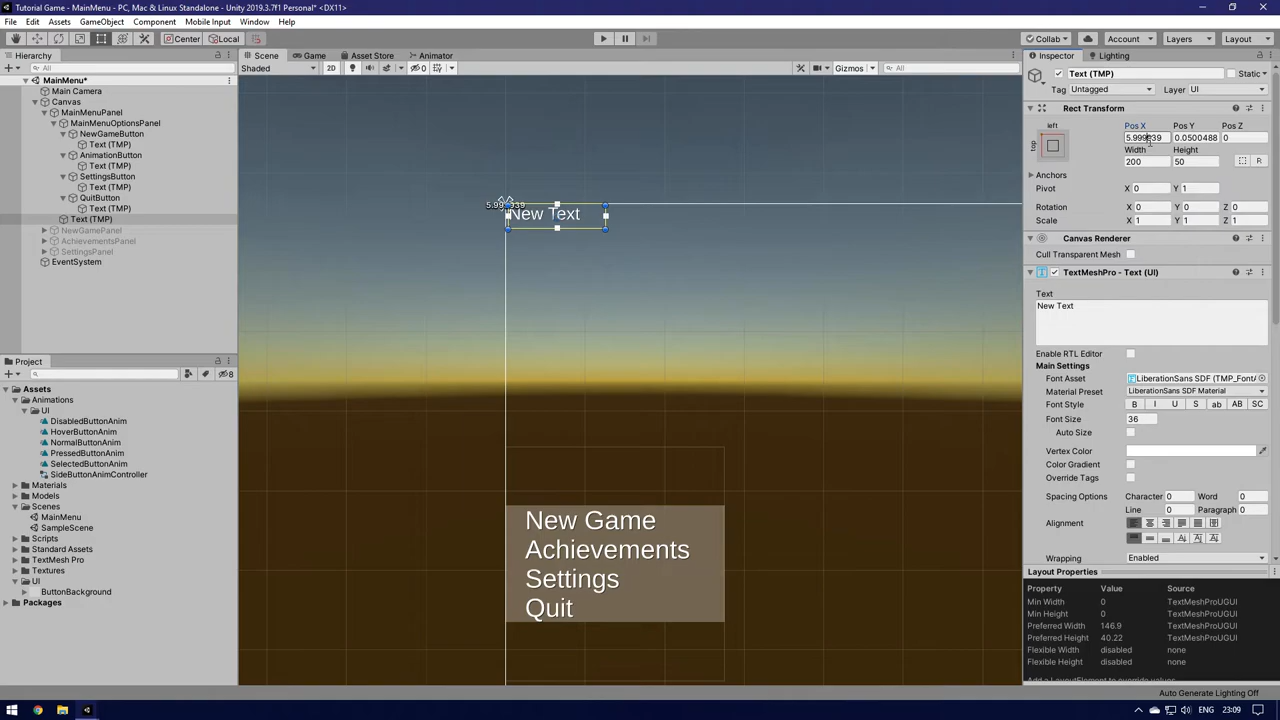 Tutorial Game - MainMenu - PC, Mac & Linux Standalone - Unity 2019.3.7f1 Personal* <DX11>
File Edit Assets GameObject Component Mobile Input Window Help
Center Local Collab Account Layers Layout
Hierarchy Scene Game Asset Store Animator Inspector Lighting
All Shaded 2D 0 Gizmos All
Text (TMP) Static
Tag Untagged Layer UI
MainMenu*
Main Camera
Canvas
MainMenuPanel
MainMenuOptionsPanel
NewGameButton
Text (TMP)
AnimationButton
Text (TMP)
SettingsButton
Text (TMP)
QuitButton
Text (TMP)
Text (TMP)
NewGamePanel
AchievementsPanel
SettingsPanel
EventSystem
Project
8
Assets
Animations
UI
DisabledButtonAnim
HoverButtonAnim
NormalButtonAnim
PressedButtonAnim
SelectedButtonAnim
SideButtonAnimController
Materials
Models
Scenes
MainMenu
SampleScene
Scripts
Standard Assets
TextMesh Pro
Textures
UI
ButtonBackground
Packages
New Text
New Game
Achievements
Settings
Quit
Rect Transform
left
top
Pos X Pos Y Pos Z
0.0500488 0
Width Height
200 50
R
Anchors
Pivot X 0 Y 1
Rotation X 0 Y 0 Z 0
Scale X 1 Y 1 Z 1
Canvas Renderer
Cull Transparent Mesh
TextMeshPro - Text (UI)
Text
New Text
Enable RTL Editor
Main Settings
Font Asset LiberationSans SDF (TMP_FontA
Material Preset LiberationSans SDF Material
Font Style B I U S ab AB SC
Font Size 36
Auto Size
Vertex Color
Color Gradient
Override Tags
Spacing Options Character 0 Word 0
Line 0 Paragraph 0
Alignment
Wrapping Enabled
Layout Properties
Property Value Source
Min Width 0 TextMeshProUGUI
Min Height 0 TextMeshProUGUI
Preferred Width 146.9 TextMeshProUGUI
Preferred Height 40.22 TextMeshProUGUI
Flexible Width disabled none
Flexible Height disabled none
Add a LayoutElement to override values
Auto Generate Lighting Off
ENG 23:09